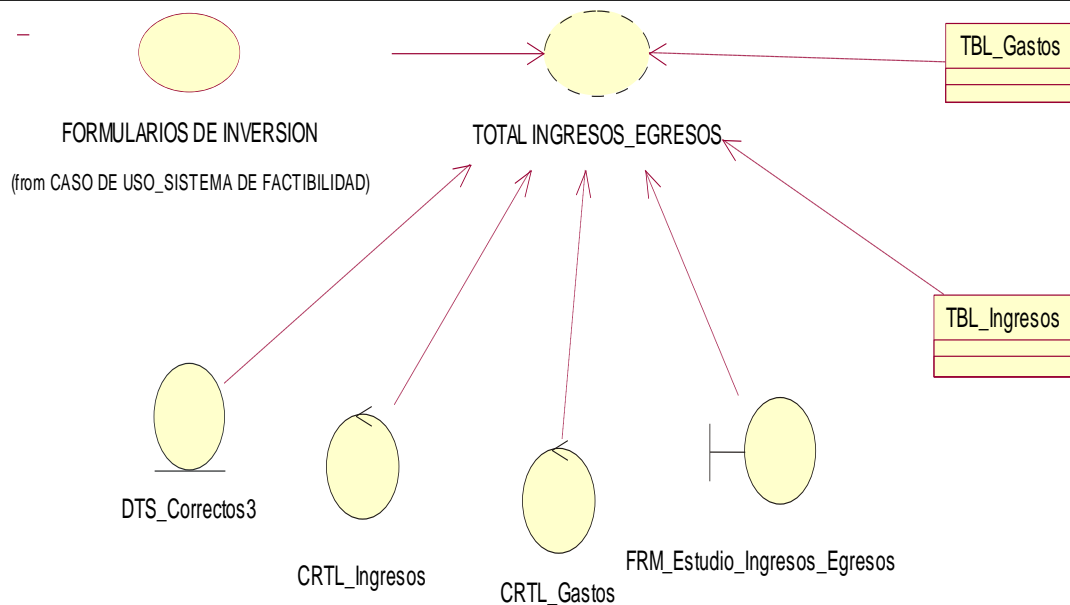 TBL_Gastos
FORMULARIOS DE INVERSION
TOTAL INGRESOS_EGRESOS
(from CASO DE USO_SISTEMA DE FACTIBILIDAD)
TBL_Ingresos
DTS_Correctos3
CRTL_Ingresos
CRTL_Gastos
FRM_Estudio_Ingresos_Egresos